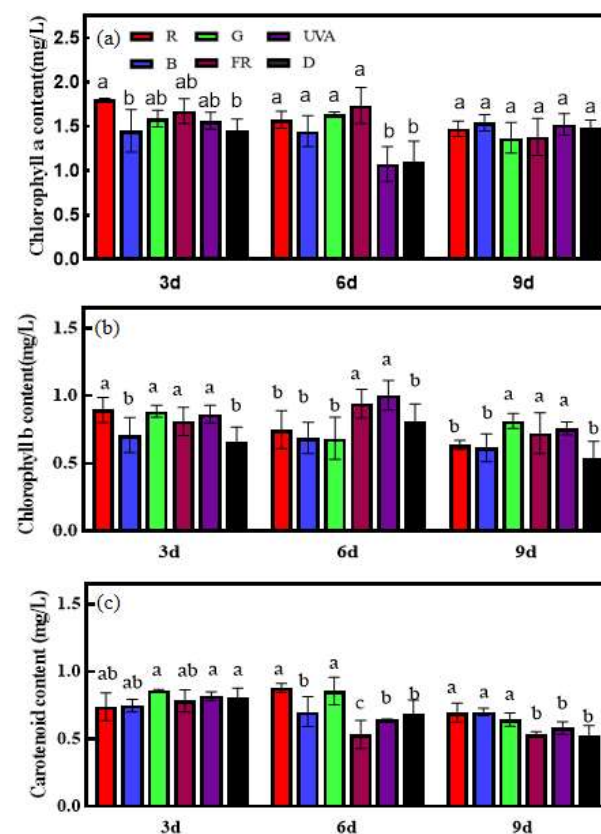 (a) R G UVA
B FR D
Chlorophyll a content(mg/L)
2.5
2.0
1.5
1.0
0.5
0.0
a b ab ab ab b
a a a a b b
a a a a a a
3d 6d 9d
(b)
Chlorophyll b content(mg/L)
1.5
1.0
0.5
0.0
a b a a a b
b b b a a b
b b a a a b
3d 6d 9d
(c)
Carotenoid content (mg/L)
1.5
1.0
0.5
0.0
ab ab a ab a a
a b a c b b
a a a b b b
3d 6d 9d